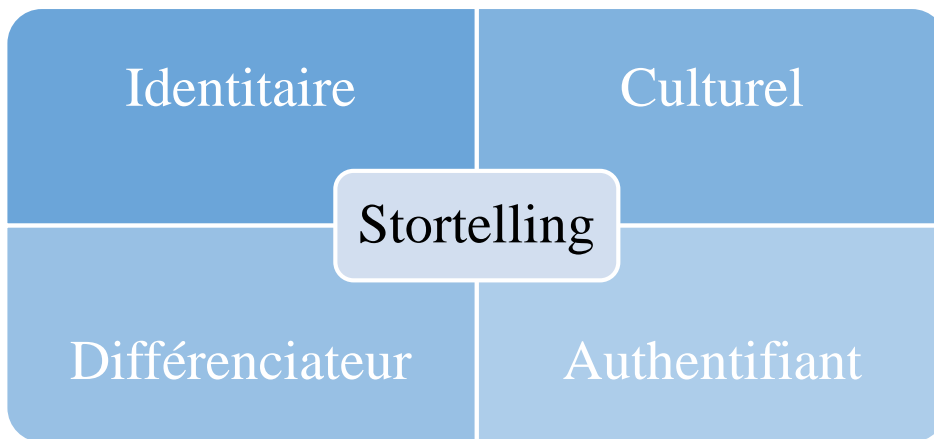 Identitaire
Culturel
Stortelling
Différenciateur
Authentifiant